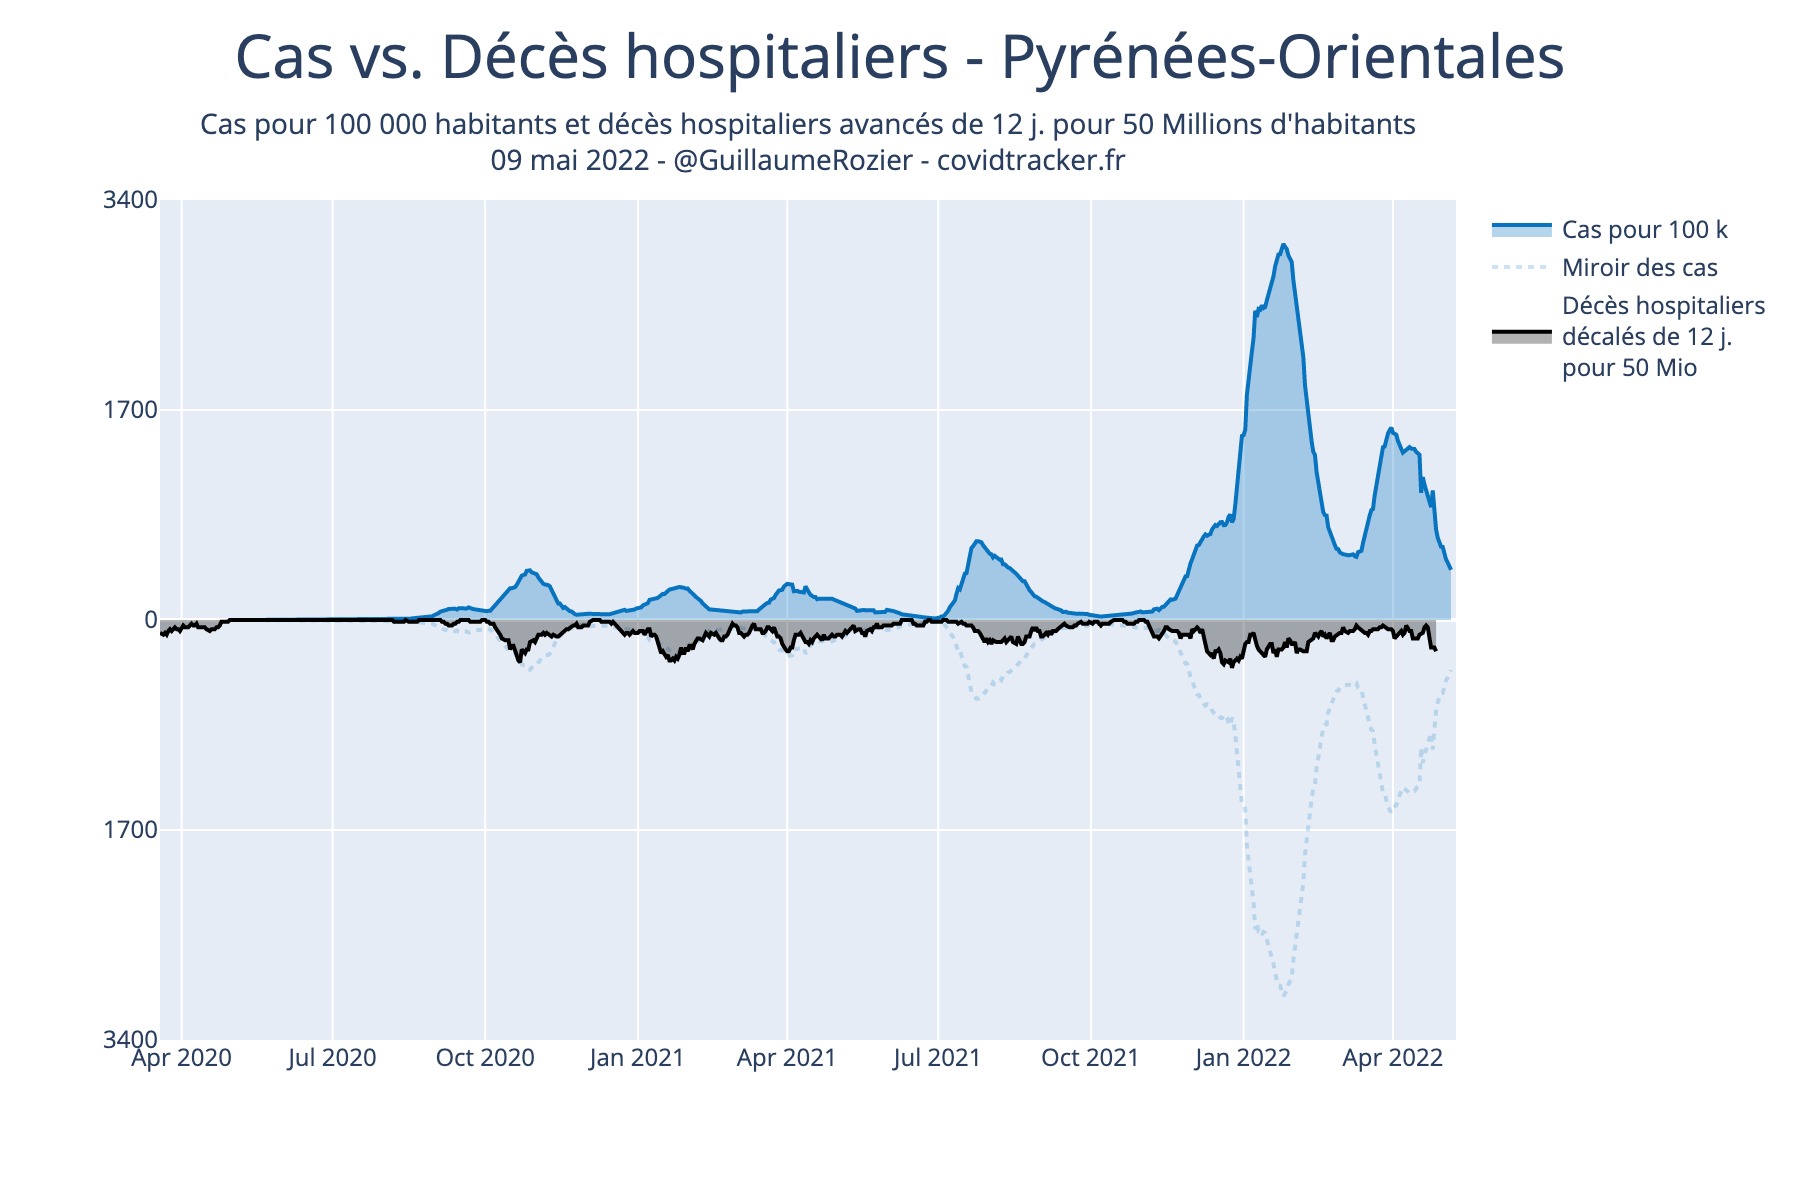 Cas vs. Décès hospitaliers - Pyrénées-Orientales
Cas pour 100 000 habitants et décès hospitaliers avancés de 12 j. pour 50 Millions d'habitants
09 mai 2022 - @GuillaumeRozier - covidtracker.fr
3400
1700
0
1700
3400
Apr 2020
Jul 2020
Oct 2020
Jan 2021
Apr 2021
Jul 2021
Oct 2021
Jan 2022
Apr 2022
Cas pour 100 k
Miroir des cas
Décès hospitaliers
décalés de 12 j.
pour 50 Mio